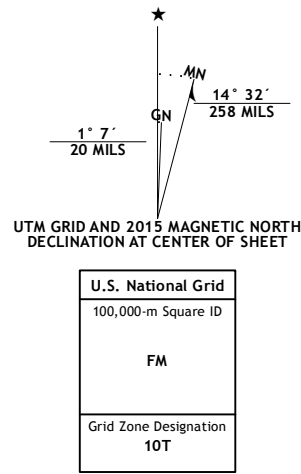 ★
MN
GN
14° 32´
258 MILS
1° 7´
20 MILS
UTM GRID AND 2015 MAGNETIC NORTH
DECLINATION AT CENTER OF SHEET
U.S. National Grid
100,000-m Square ID
FM
Grid Zone Designation
10T